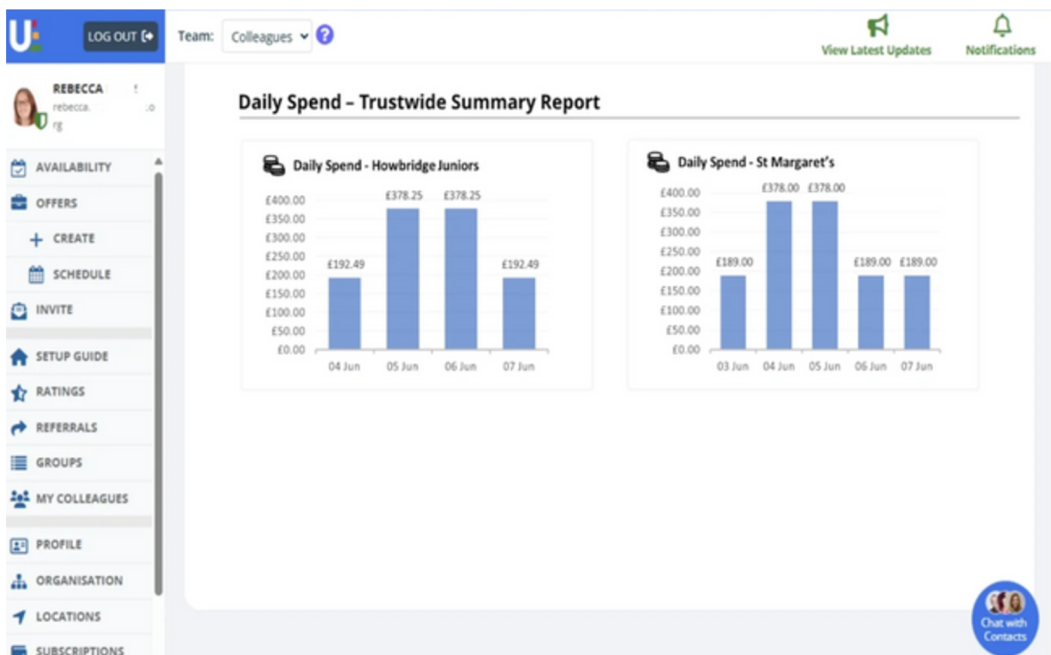 U
LOG OUT
Team:
Colleagues
?
View Latest Updates
Notifications
REBECCA
rebecca.
rg
AVAILABILITY
OFFERS
CREATE
SCHEDULE
INVITE
SETUP GUIDE
RATINGS
REFERRALS
GROUPS
MY COLLEAGUES
PROFILE
ORGANISATION
LOCATIONS
SUBSCRIPTIONS
Daily Spend – Trustwide Summary Report
Daily Spend - Howbridge Juniors
£400.00
£350.00
£300.00
£250.00
£200.00
£150.00
£100.00
£50.00
£0.00
£192.49
£378.25
£378.25
£192.49
04 Jun
05 Jun
06 Jun
07 Jun
Daily Spend - St Margaret's
£400.00
£350.00
£300.00
£250.00
£200.00
£150.00
£100.00
£50.00
£0.00
£189.00
£378.00
£378.00
£189.00
£189.00
03 Jun
04 Jun
05 Jun
06 Jun
07 Jun
Chat with
Contacts